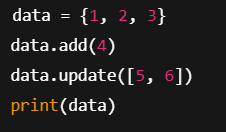 data = {1, 2, 3}
data.add(4)
data.update([5, 6])
print(data)